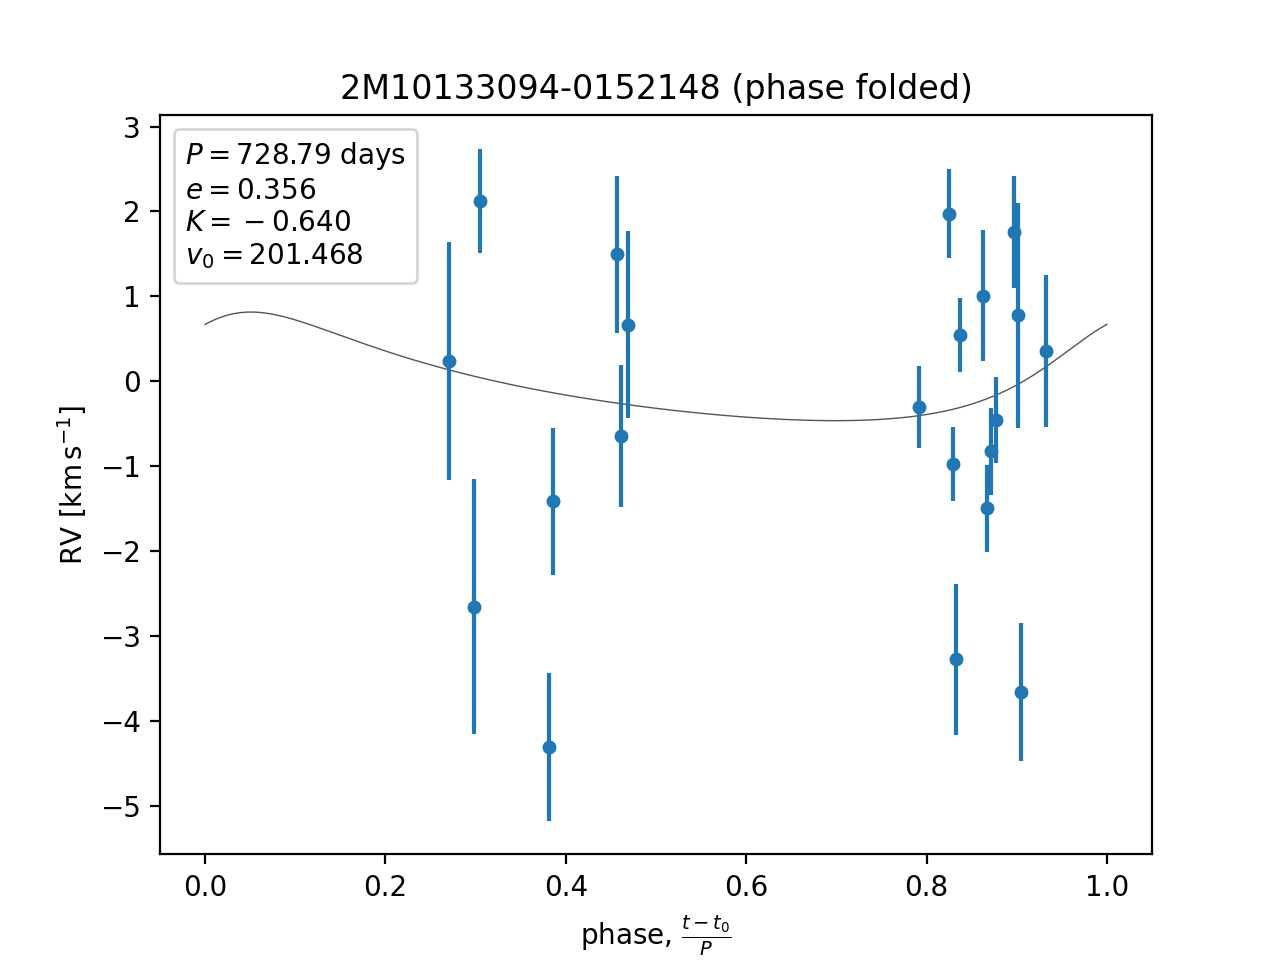 2M10133094-0152148 (phase folded)
P = 728.79 days
e = 0.356
K = −0.640
v₀ = 201.468
3
2
1
0
−1
−2
−3
−4
−5
RV [km s⁻¹]
0.0 0.2 0.4 0.6 0.8 1.0
phase, (t − t₀)/P